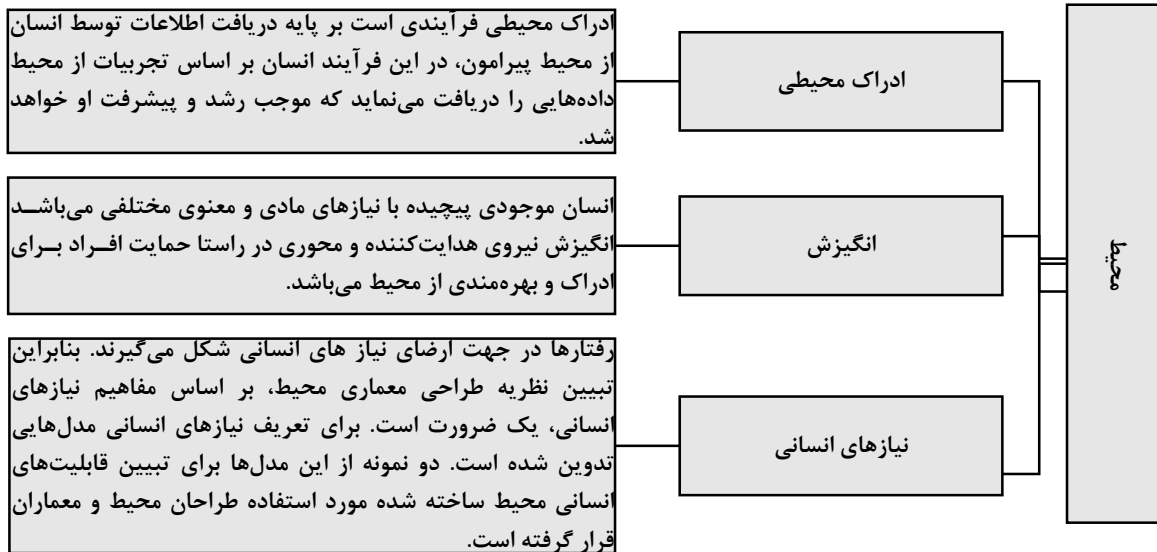 محیط
ادراک محیطی
ادراک محیطی فرآیندی است بر پایه دریافت اطلاعات توسط انسان
از محیط پیرامون، در این فرآیند انسان بر اساس تجربیات از محیط
داده‌هایی را دریافت می‌نماید که موجب رشد و پیشرفت او خواهد
شد.
انگیزش
انسان موجودی پیچیده با نیازهای مادی و معنوی مختلفی می‌باشد
انگیزش نیروی هدایت‌کننده و محوری در راستا حمایت افراد برای
ادراک و بهره‌مندی از محیط می‌باشد.
نیازهای انسانی
رفتارها در جهت ارضای نیاز های انسانی شکل می‌گیرند. بنابراین
تبیین نظریه طراحی معماری محیط، بر اساس مفاهیم نیازهای
انسانی، یک ضرورت است. برای تعریف نیازهای انسانی مدل‌هایی
تدوین شده است. دو نمونه از این مدل‌ها برای تبیین قابلیت‌های
انسانی محیط ساخته شده مورد استفاده طراحان محیط و معماران
قرار گرفته است.